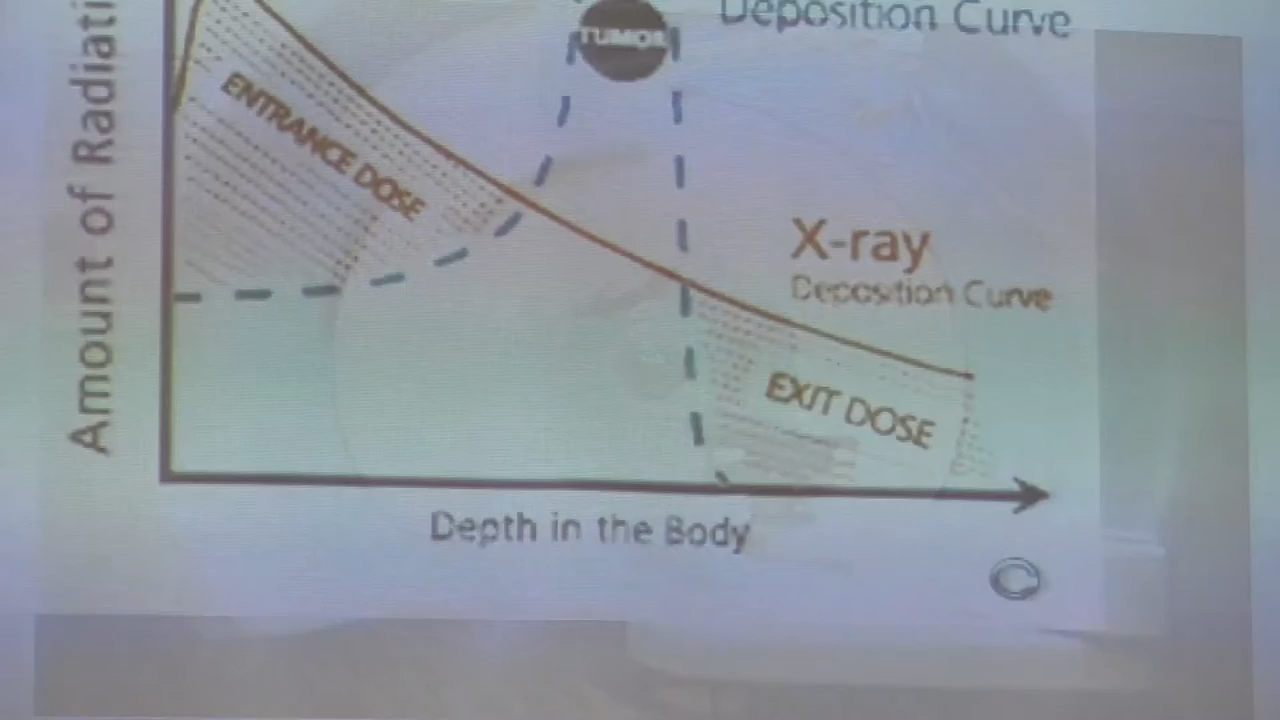 Deposition Curve
TUMOR
Amount of Radiati
ENTRANCE DOSE
X-ray
Deposition Curve
EXIT DOSE
Depth in the Body
C